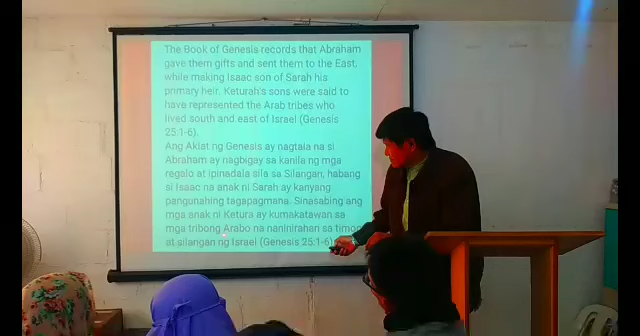 The Book of Genesis records that Abraham
gave them gifts and sent them to the East,
while making Isaac son of Sarah his
primary heir. Keturah's sons were said to
have represented the Arab tribes who
lived south and east of Israel (Genesis
25:1-6).
Ang Aklat ng Genesis ay nagtala na si
Abraham ay nagbigay sa kanila ng mga
regalo at ipinadala sila sa Silangan, habang
si Isaac na anak ni Sarah ay kanyang
pangunahing tagapagmana. Sinasabing ang
mga anak ni Ketura ay kumakatawan sa
mga tribong Arabo na naninirahan sa timog
at silangan ng Israel (Genesis 25:1-6)